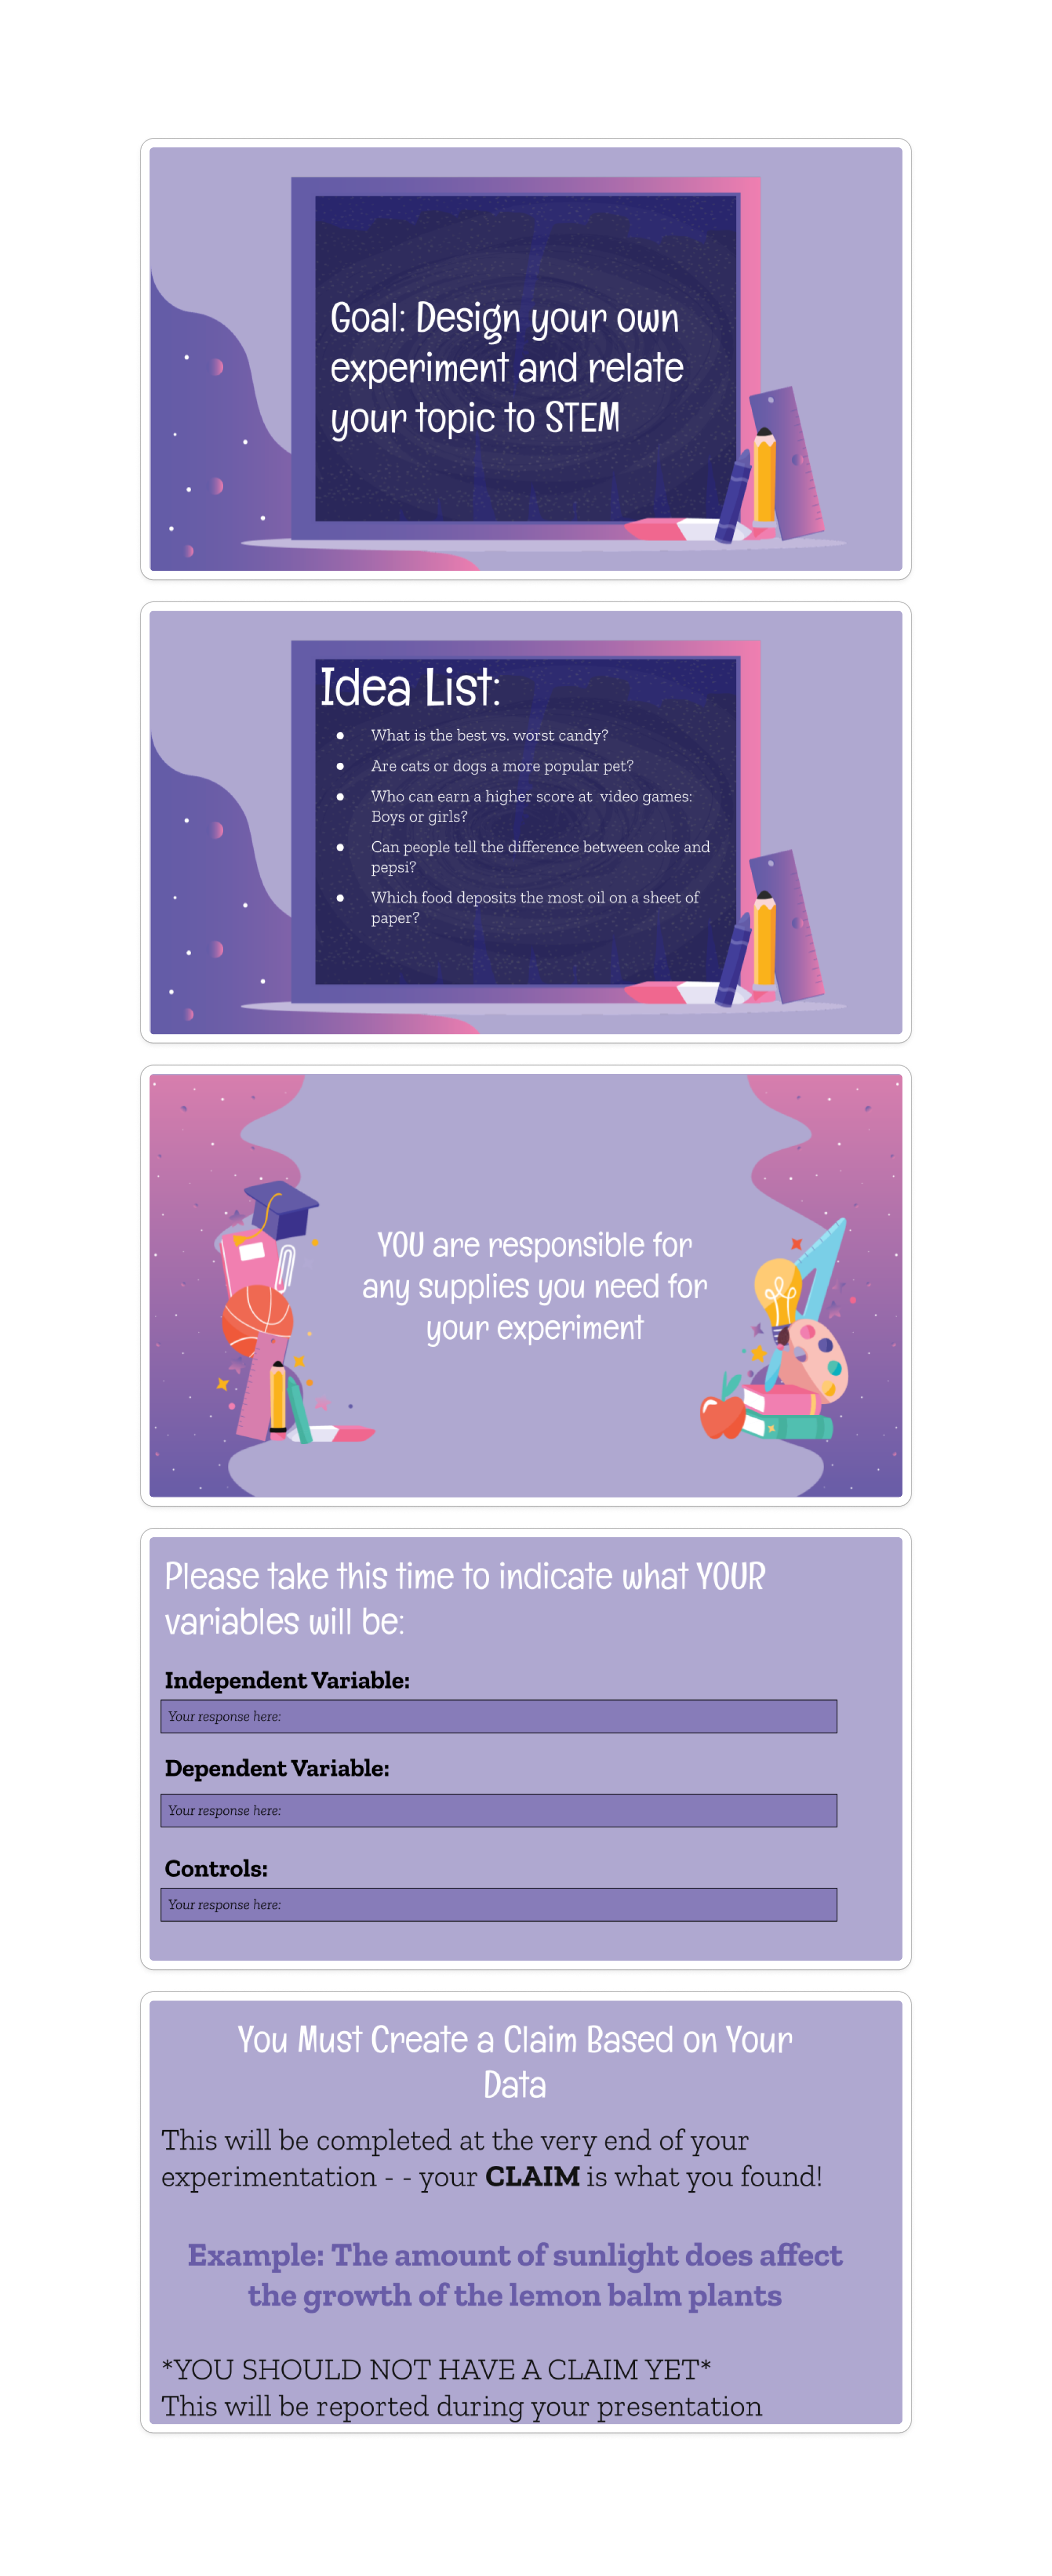 Goal: Design your own
experiment and relate
your topic to STEM
Idea List:
● What is the best vs. worst candy?
● Are cats or dogs a more popular pet?
● Who can earn a higher score at  video games:
Boys or girls?
● Can people tell the difference between coke and
pepsi?
● Which food deposits the most oil on a sheet of
paper?
YOU are responsible for
any supplies you need for
your experiment
Please take this time to indicate what YOUR
variables will be:
Independent Variable:
Your response here:
Dependent Variable:
Your response here:
Controls:
Your response here:
You Must Create a Claim Based on Your
Data
This will be completed at the very end of your
experimentation - - your CLAIM is what you found!
Example: The amount of sunlight does affect
the growth of the lemon balm plants
*YOU SHOULD NOT HAVE A CLAIM YET*
This will be reported during your presentation